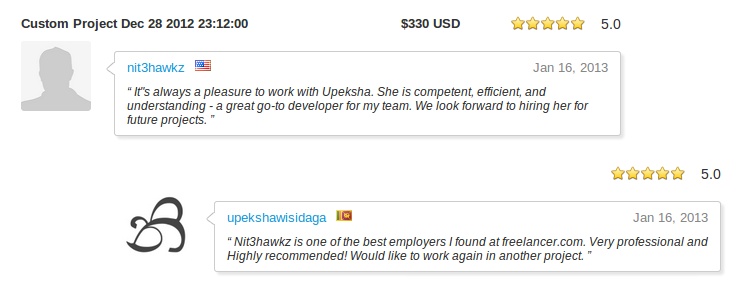 Custom Project Dec 28 2012 23:12:00 $330 USD 5.0
nit3hawkz Jan 16, 2013
“ It''s always a pleasure to work with Upeksha. She is competent, efficient, and
understanding - a great go-to developer for my team. We look forward to hiring her for
future projects. ”
5.0
upekshawisidaga Jan 16, 2013
“ Nit3hawkz is one of the best employers I found at freelancer.com. Very professional and
Highly recommended! Would like to work again in another project. ”